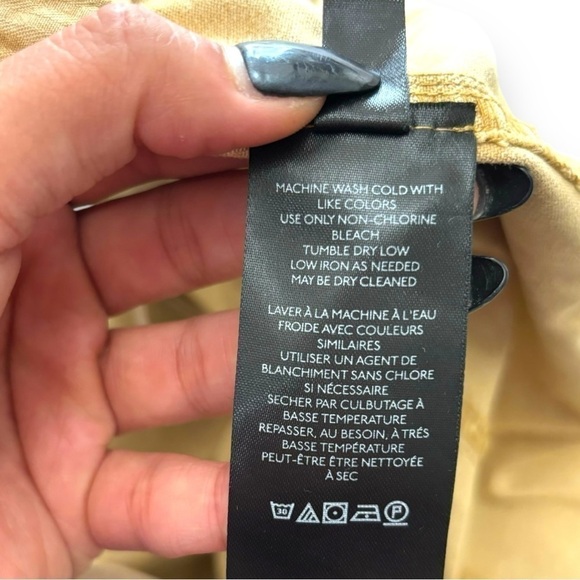 MACHINE WASH COLD WITH
LIKE COLORS
USE ONLY NON-CHLORINE
BLEACH
TUMBLE DRY LOW
LOW IRON AS NEEDED
MAY BE DRY CLEANED
LAVER À LA MACHINE À L'EAU
FROIDE AVEC COULEURS
SIMILAIRES
UTILISER UN AGENT DE
BLANCHIMENT SANS CHLORE
SI NÉCESSAIRE
SECHER PAR CULBUTAGE À
BASSE TEMPERATURE
REPASSER, AU BESOIN, À TRÉS
BASSE TEMPÉRATURE
PEUT-ÊTRE ÊTRE NETTOYÉE
À SEC
30 P